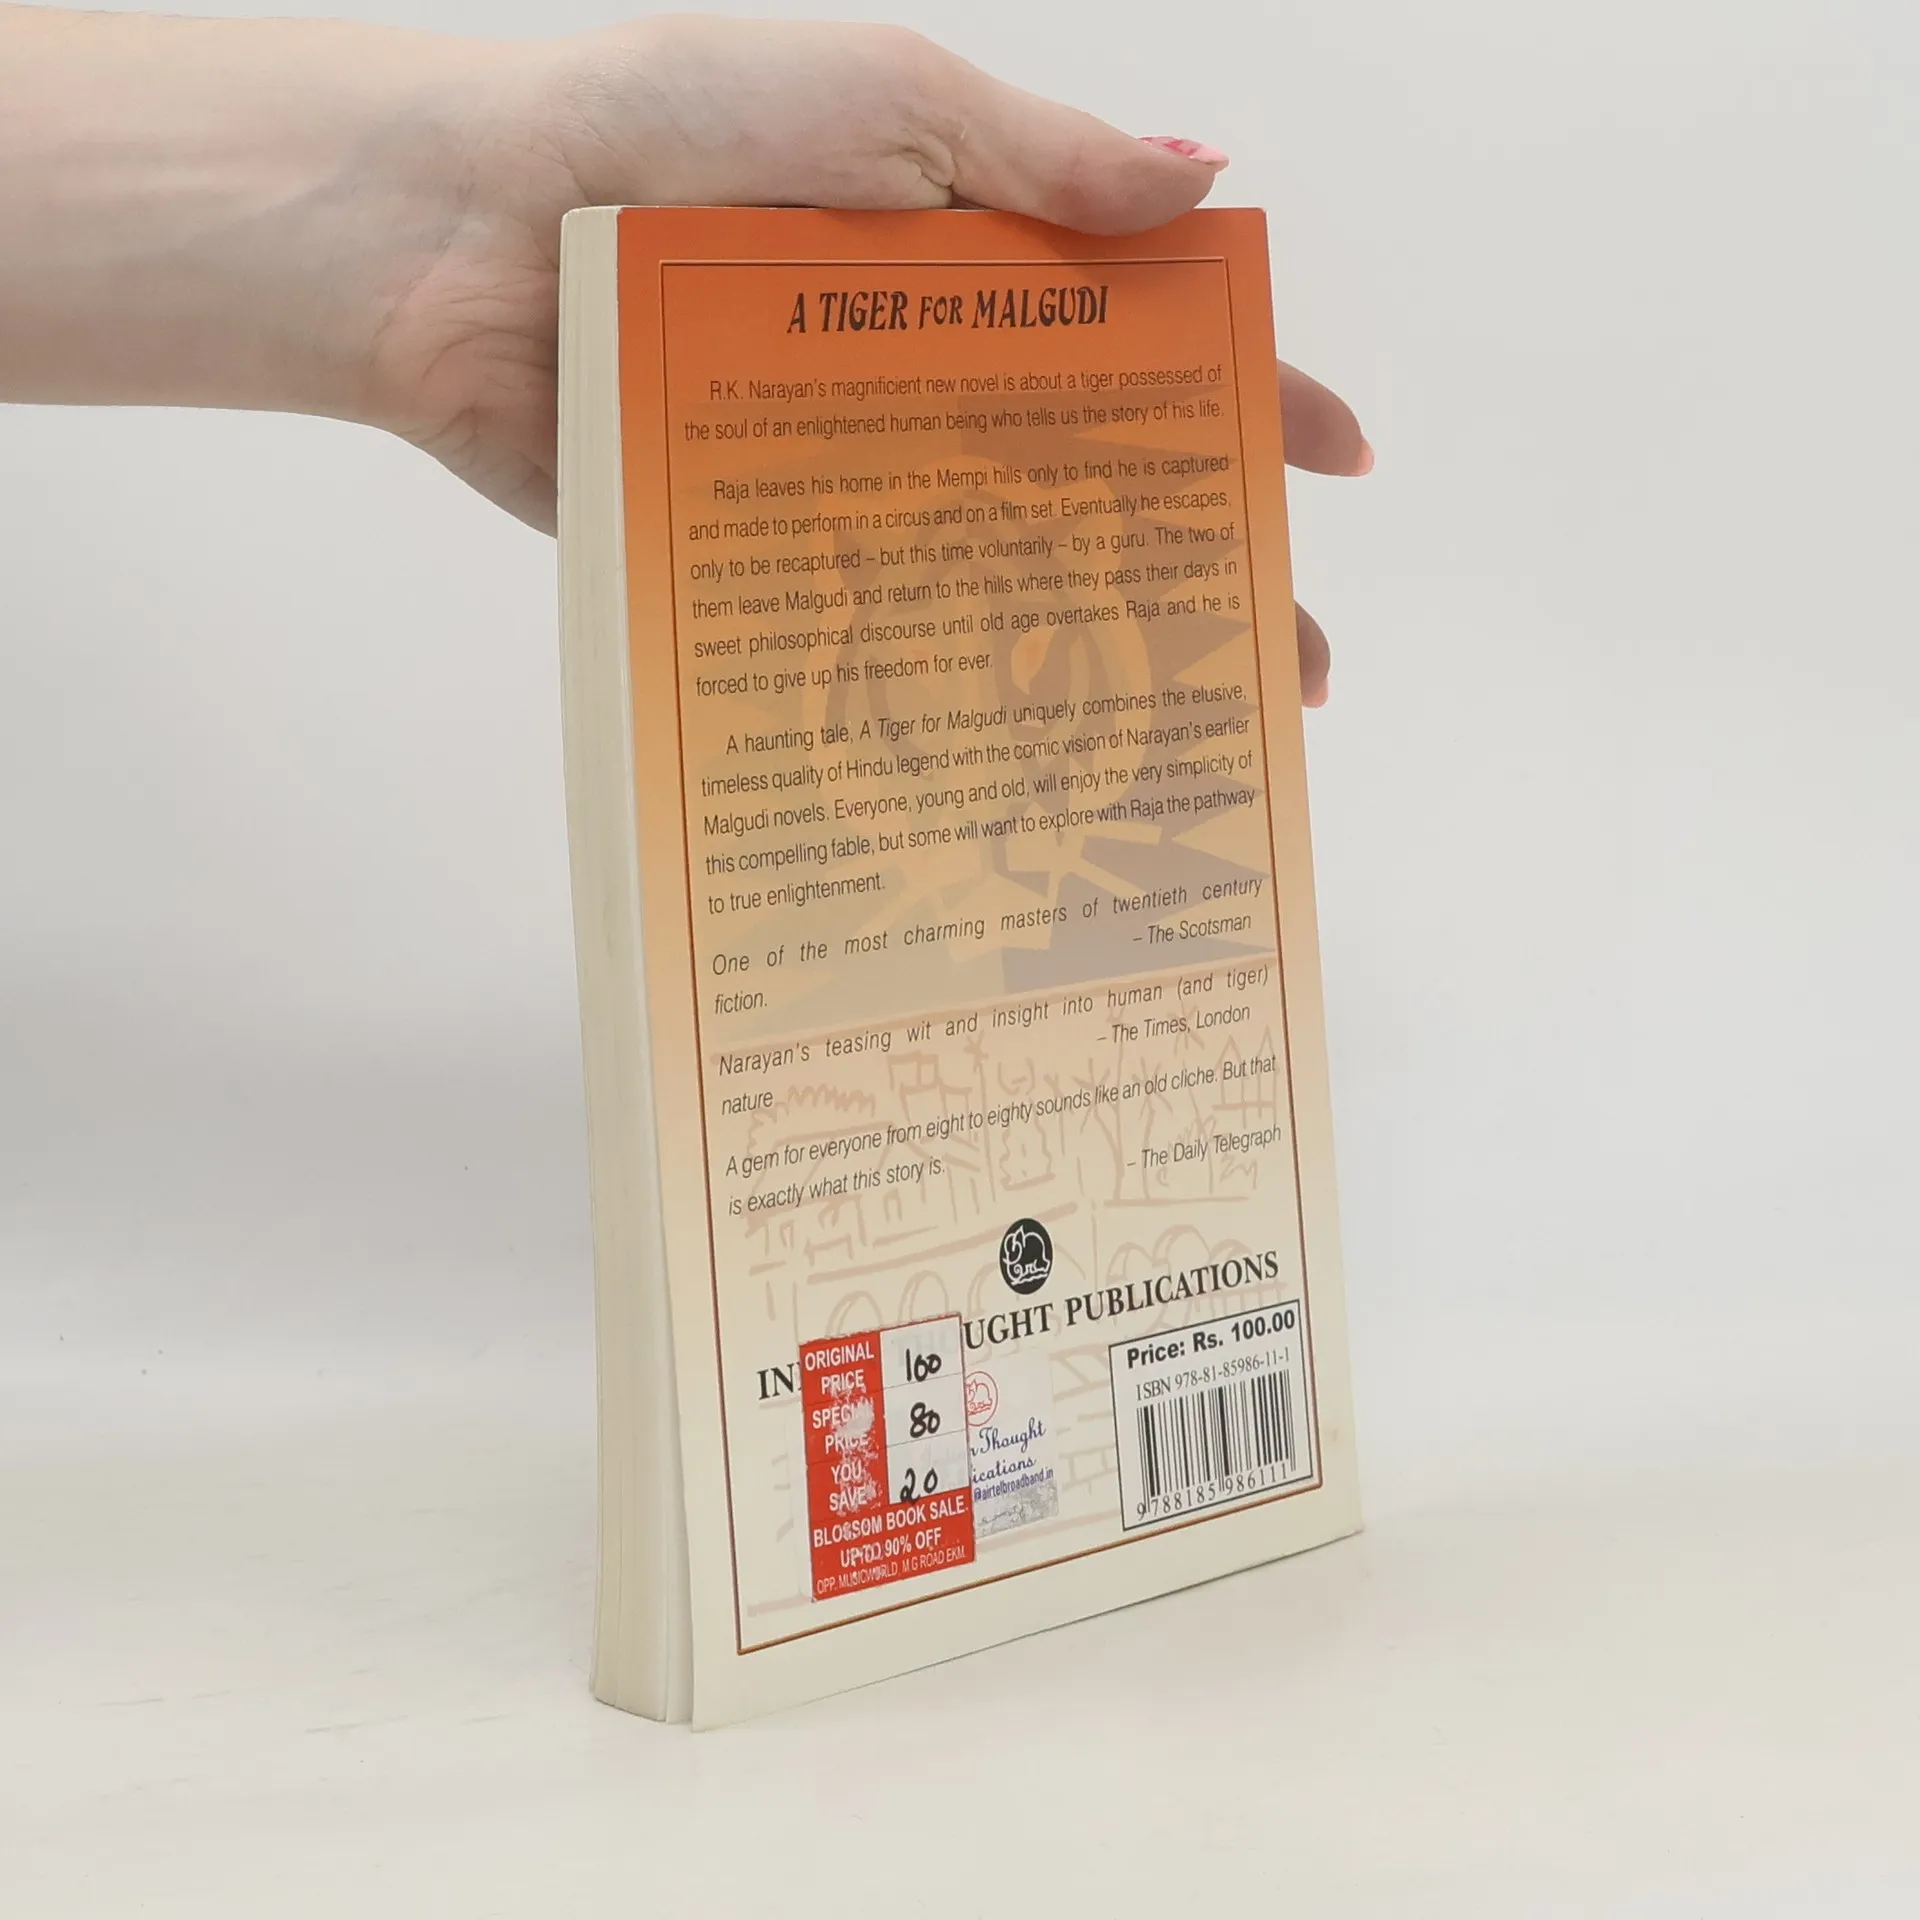 A TIGER FOR MALGUDI
R.K. Narayan's magnificient new novel is about a tiger possessed of
the soul of an enlightened human being who tells us the story of his life.
Raja leaves his home in the Mempi hills only to find he is captured
and made to perform in a circus and on a film set. Eventually he escapes,
only to be recaptured – but this time voluntarily – by a guru. The two of
them leave Malgudi and return to the hills where they pass their days in
sweet philosophical discourse until old age overtakes Raja and he is
forced to give up his freedom for ever.
A haunting tale, A Tiger for Malgudi uniquely combines the elusive,
timeless quality of Hindu legend with the comic vision of Narayan's earlier
Malgudi novels. Everyone, young and old, will enjoy the very simplicity of
this compelling fable, but some will want to explore with Raja the pathway
to true enlightenment.
One of the most charming masters of twentieth century
fiction.
– The Scotsman
Narayan's teasing wit and insight into human (and tiger)
nature
– The Times, London
A gem for everyone from eight to eighty sounds like an old cliche. But that
is exactly what this story is.
– The Daily Telegraph
IN UGHT PUBLICATIONS
ORIGINAL PRICE 100
SPECIAL PRICE 80
YOU SAVE 20
BLOSSOM BOOK SALE.
UPTO 90% OFF
OPP. MUSICWORLD, M G ROAD EKM.
n Thought
ications
@airtelbroadband.in
Price: Rs. 100.00
ISBN 978-81-85986-11-1
9 788185 986111